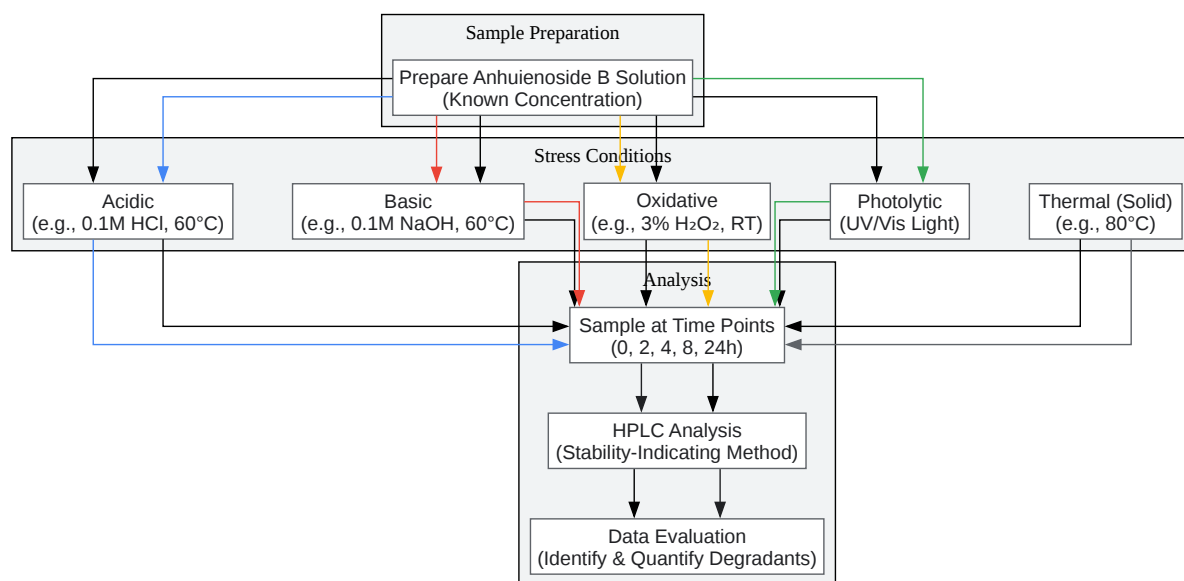 Sample Preparation
Prepare Anhuienoside B Solution
(Known Concentration)
Stress Conditions
Acidic
(e.g., 0.1M HCl, 60°C)
Basic
(e.g., 0.1M NaOH, 60°C)
Oxidative
(e.g., 3% H₂O₂, RT)
Photolytic
(UV/Vis Light)
Thermal (Solid)
(e.g., 80°C)
Analysis
Sample at Time Points
(0, 2, 4, 8, 24h)
HPLC Analysis
(Stability-Indicating Method)
Data Evaluation
(Identify & Quantify Degradants)